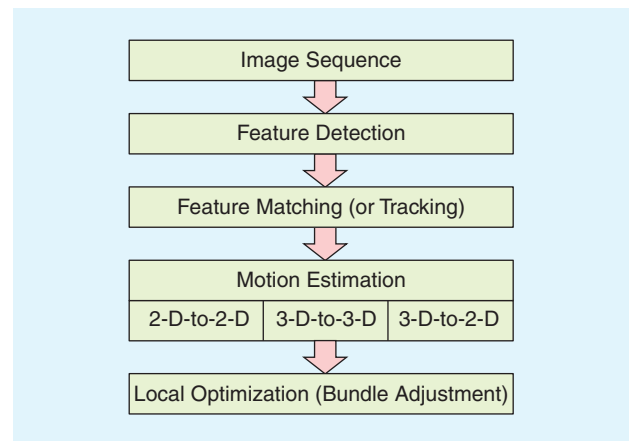 Image Sequence
Feature Detection
Feature Matching (or Tracking)
Motion Estimation
2-D-to-2-D 3-D-to-3-D 3-D-to-2-D
Local Optimization (Bundle Adjustment)